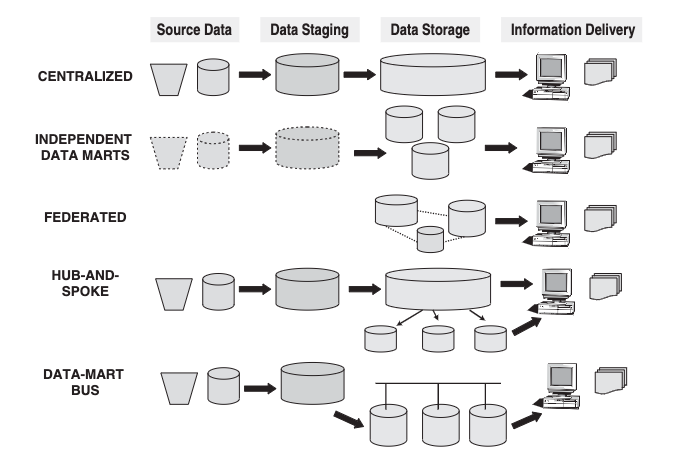 Source Data
Data Staging
Data Storage
Information Delivery
CENTRALIZED
INDEPENDENT
DATA MARTS
FEDERATED
HUB-AND-
SPOKE
DATA-MART
BUS